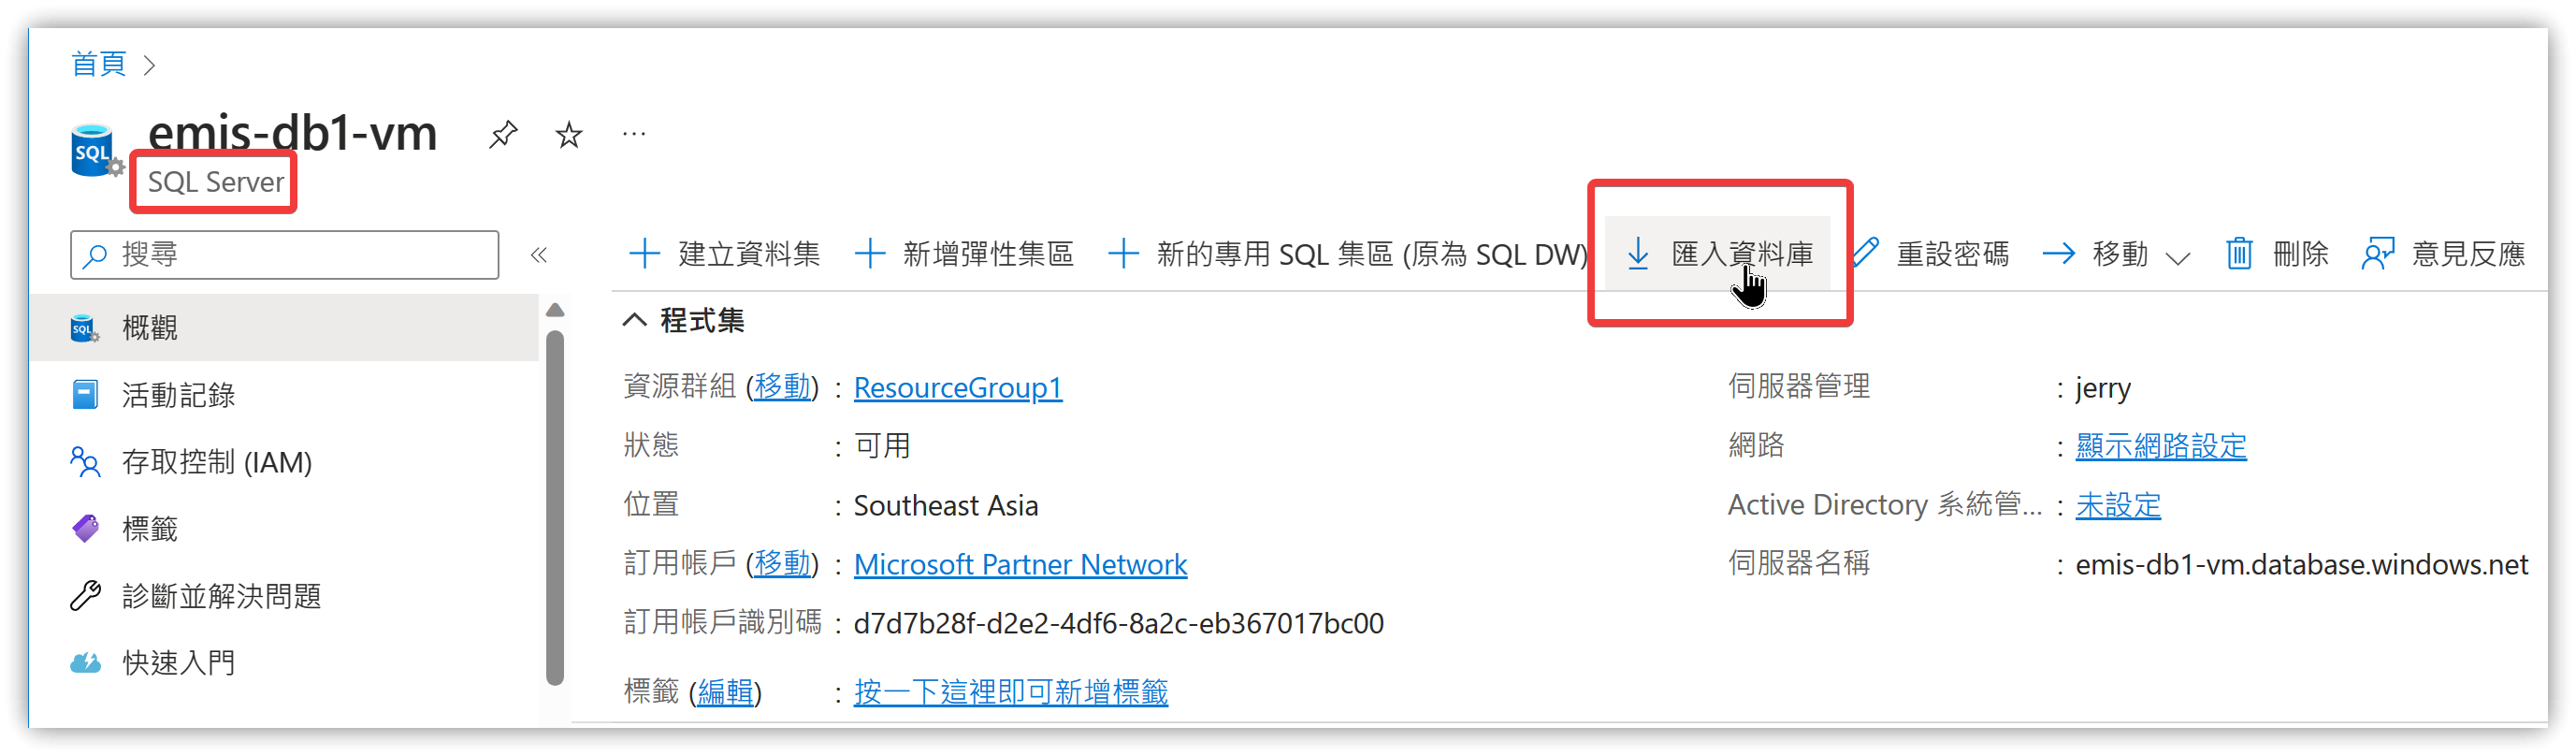 首頁 >
emis-db1-vm
SQL
SQL Server
搜尋
建立資料集 新增彈性集區 新的專用 SQL 集區 (原為 SQL DW) 匯入資料庫 重設密碼 移動 刪除 意見反應
概觀
活動記錄
存取控制 (IAM)
標籤
診斷並解決問題
快速入門
程式集
資源群組 (移動) : ResourceGroup1
狀態 : 可用
位置 : Southeast Asia
訂用帳戶 (移動) : Microsoft Partner Network
訂用帳戶識別碼 : d7d7b28f-d2e2-4df6-8a2c-eb367017bc00
標籤 (編輯) : 按一下這裡即可新增標籤
伺服器管理 : jerry
網路 : 顯示網路設定
Active Directory 系統管... : 未設定
伺服器名稱 : emis-db1-vm.database.windows.net